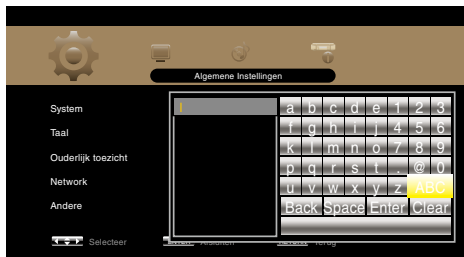 Algemene Instellingen
System
Taal
Ouderlijk toezicht
Network
Andere
a b c d e 1 2 3
f g h i j 4 5 6
k l m n o 7 8 9
p q r s t . @ 0
u v w x y z ABC
Back Space Enter Clear
Selecteer